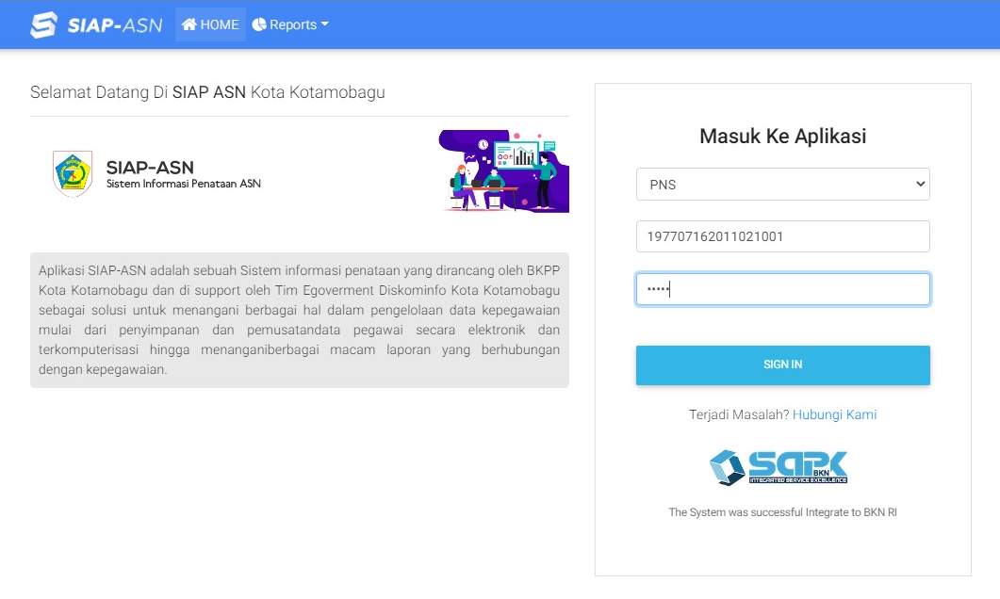 SIAP-ASN HOME Reports
Selamat Datang Di SIAP ASN Kota Kotamobagu
SIAP-ASN
Sistem Informasi Penataan ASN
Aplikasi SIAP-ASN adalah sebuah Sistem informasi penataan yang dirancang oleh BKPP
Kota Kotamobagu dan di support oleh Tim Egoverment Diskominfo Kota Kotamobagu
sebagai solusi untuk menangani berbagai hal dalam pengelolaan data kepegawaian
mulai dari penyimpanan dan pemusatandata pegawai secara elektronik dan
terkomputerisasi hingga menanganiberbagai macam laporan yang berhubungan
dengan kepegawaian.
Masuk Ke Aplikasi
PNS
197707162011021001
•••••
SIGN IN
Terjadi Masalah? Hubungi Kami
SAPK
BKN
INTEGRATED SERVICE EXCELLENCE
The System was successful Integrate to BKN RI